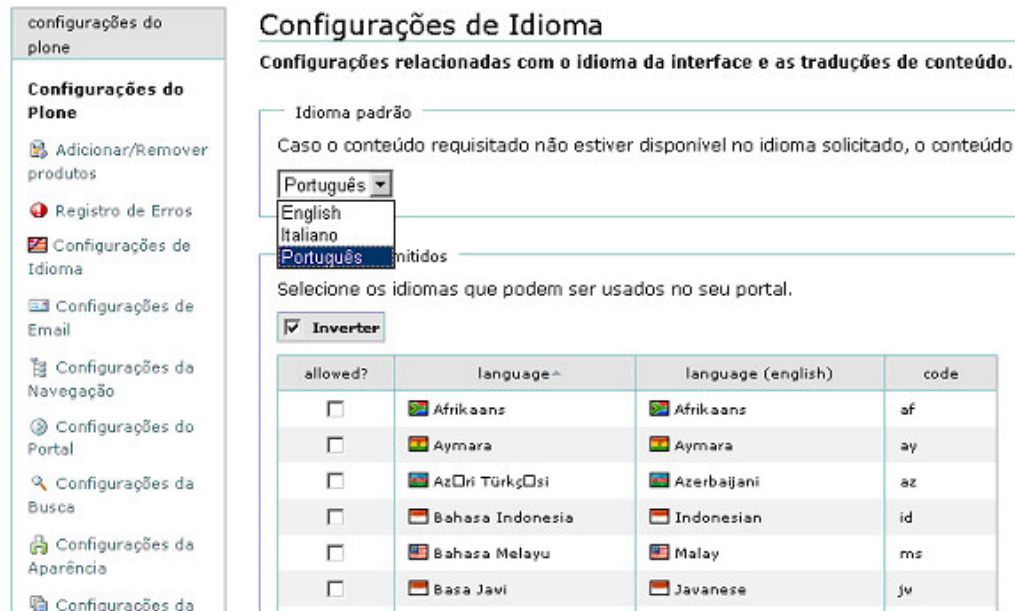 configurações do
plone
Configurações do
Plone
Adicionar/Remover
produtos
Registro de Erros
Configurações de
Idioma
Configurações de
Email
Configurações da
Navegação
Configurações do
Portal
Configurações da
Busca
Configurações da
Aparência
Configurações da
Configurações de Idioma
Configurações relacionadas com o idioma da interface e as traduções de conteúdo.
Idioma padrão
Caso o conteúdo requisitado não estiver disponível no idioma solicitado, o conteúdo
Português
English
Italiano
Português
mitidos
Selecione os idiomas que podem ser usados no seu portal.
Inverter
allowed? language language (english) code
Afrikaans Afrikaans af
Aymara Aymara ay
Az□ri Türkç□si Azerbaijani az
Bahasa Indonesia Indonesian id
Bahasa Melayu Malay ms
Basa Javi Javanese jv